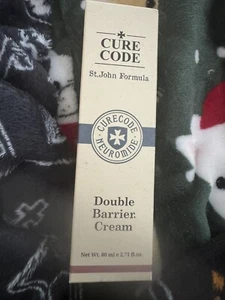 CURE
CODE
St.John Formula
CURECODE
NEUROMIDE
Double
Barrier
Cream
Net Wt. 80 ml e 2.71 fl.oz.